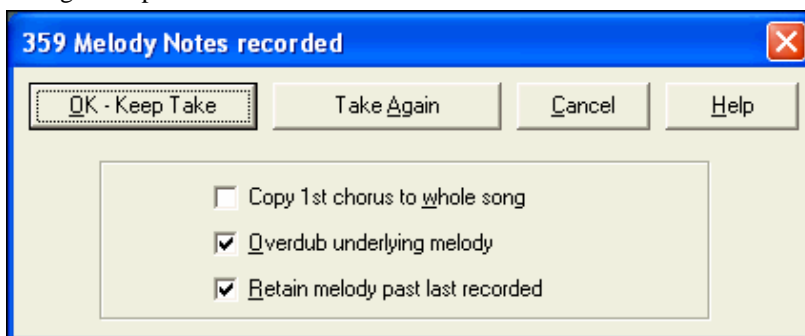 359 Melody Notes recorded
OK - Keep Take Take Again Cancel Help
Copy 1st chorus to whole song
Overdub underlying melody
Retain melody past last recorded